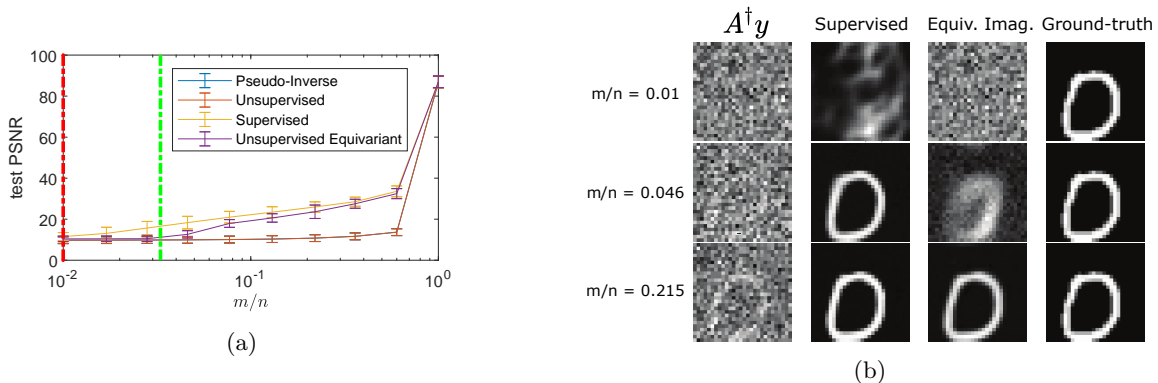 100
80
60
40
20
0
test PSNR
10^-2
10^-1
10^0
m/n
Pseudo-Inverse
Unsupervised
Supervised
Unsupervised Equivariant
(a)
A†y Supervised Equiv. Imag. Ground-truth
m/n = 0.01
m/n = 0.046
m/n = 0.215
(b)